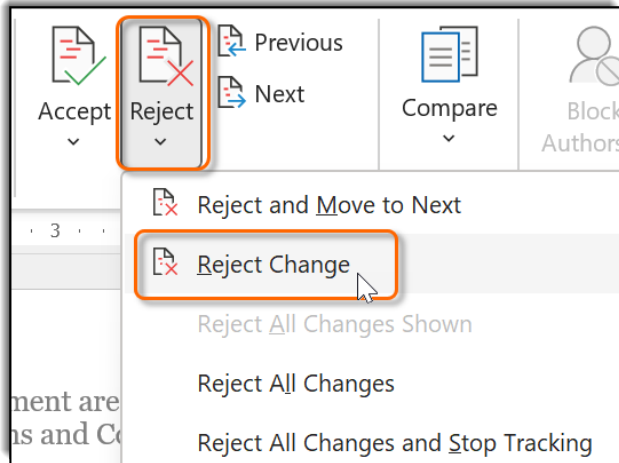 Accept
Reject
Previous
Next
Compare
Block
Authors
3
Reject and Move to Next
Reject Change
Reject All Changes Shown
Reject All Changes
Reject All Changes and Stop Tracking
ment are
ns and Co